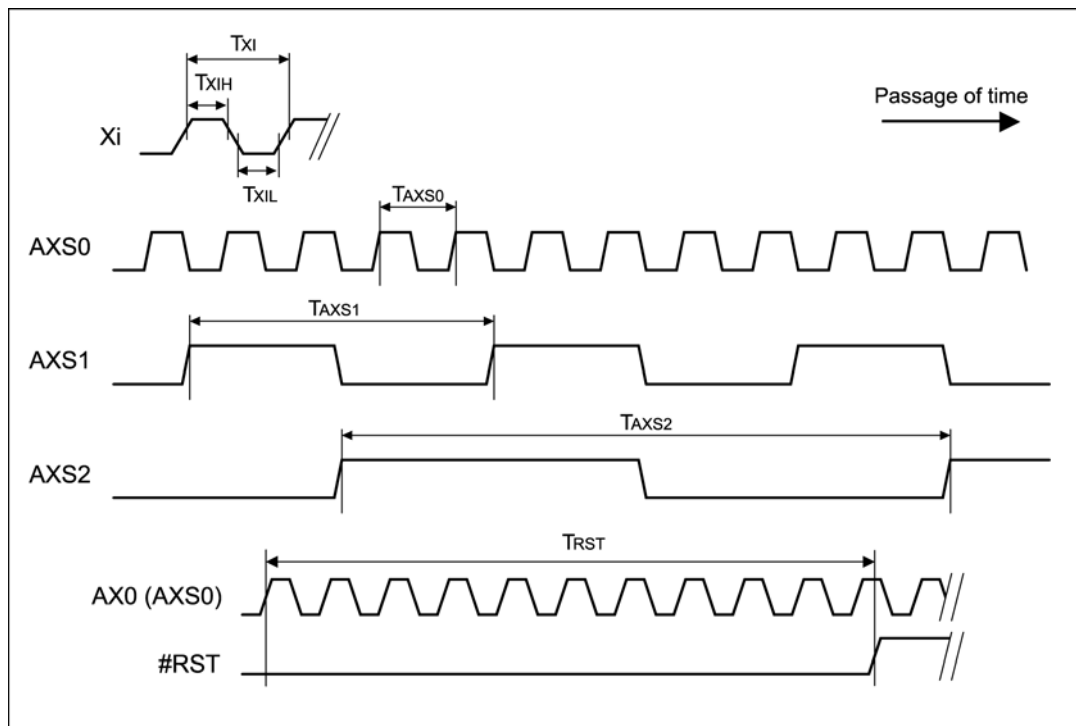 TXI
TXIH
Passage of time
Xi
TXIL
TAXS0
AXS0
TAXS1
AXS1
TAXS2
AXS2
TRST
AX0 (AXS0)
#RST